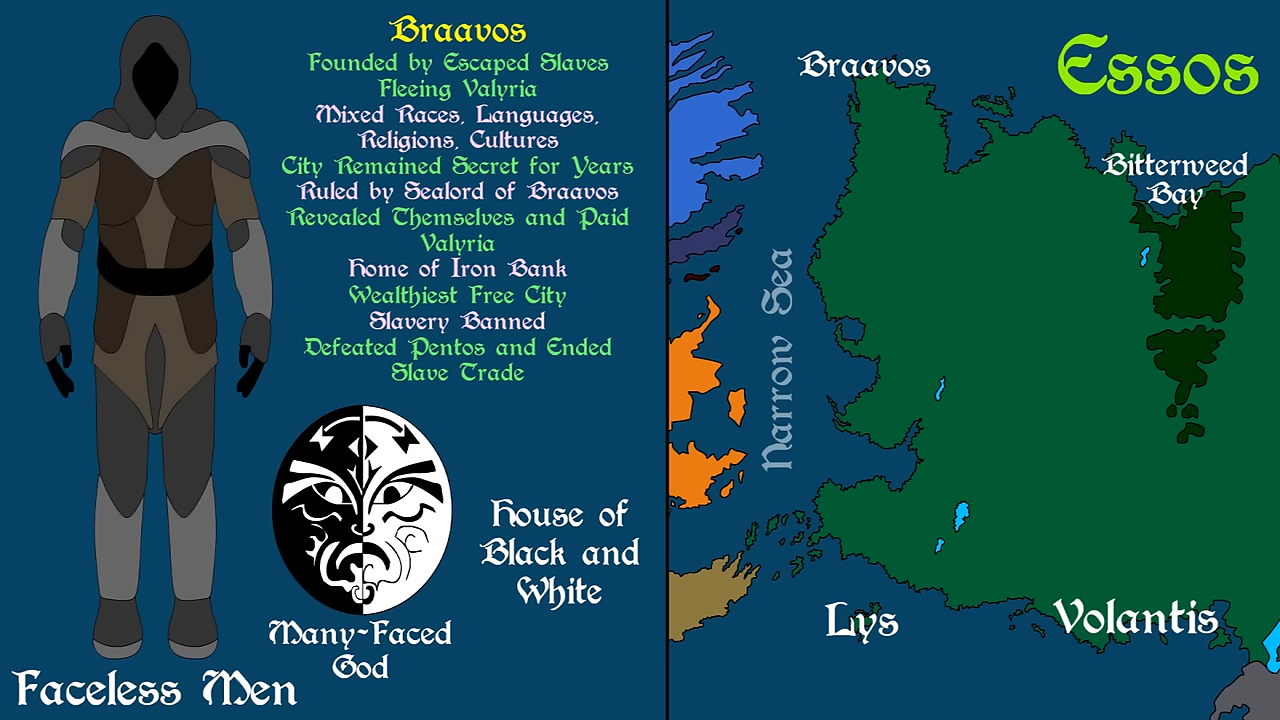 Braavos
Founded by Escaped Slaves
Fleeing Valyria
Mixed Races, Languages,
Religions, Cultures
City Remained Secret for Years
Ruled by Sealord of Braavos
Revealed Themselves and Paid
Valyria
Home of Iron Bank
Wealthiest Free City
Slavery Banned
Defeated Pentos and Ended
Slave Trade
House of
Black and
White
Many-Faced
God
Faceless Men
Essos
Braavos
Bitterweed
Bay
Narrow Sea
Lys
Volantis